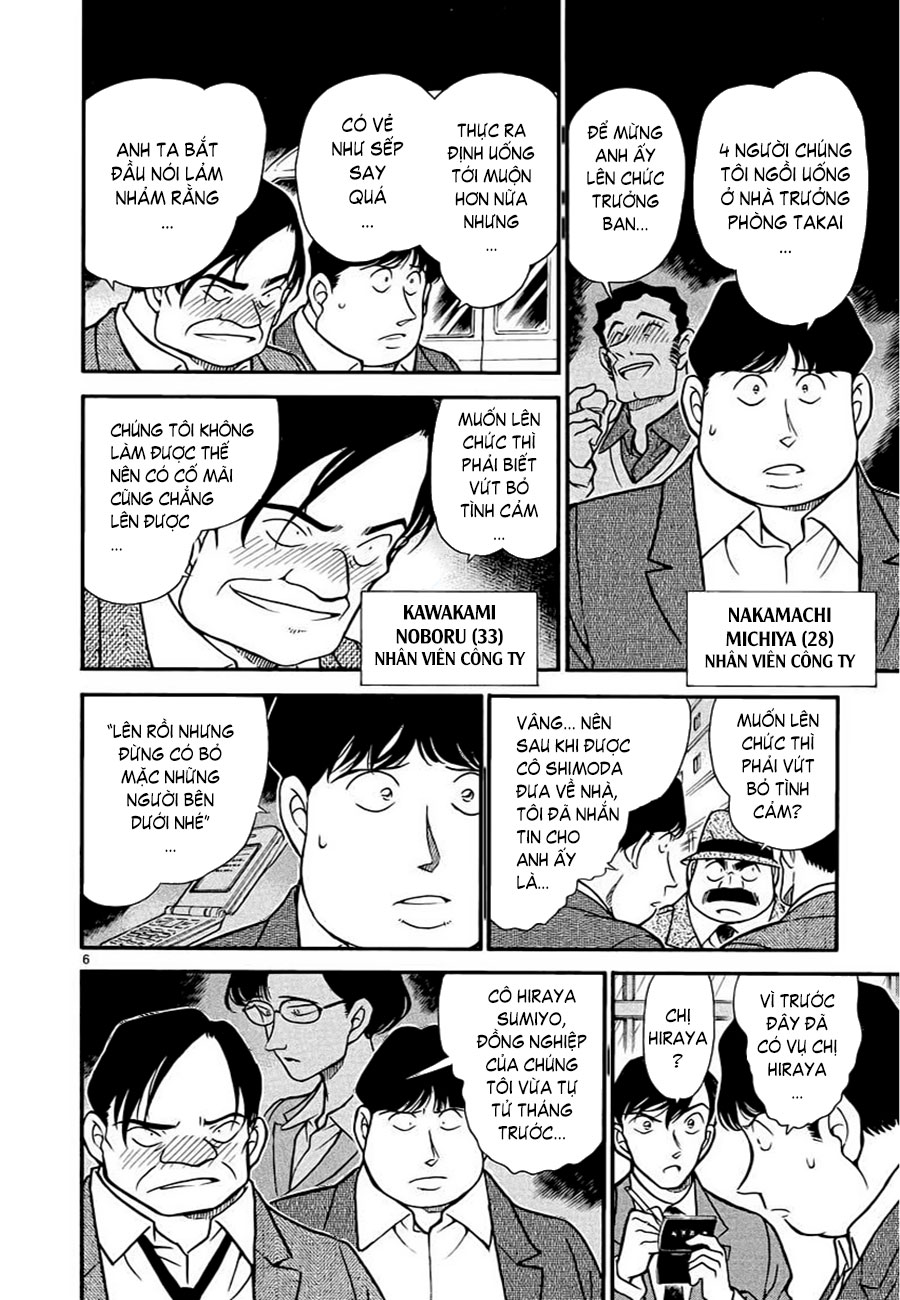 4 NGƯỜI CHÚNG
TÔI NGỒI UỐNG
Ở NHÀ TRƯỞNG
PHÒNG TAKAI
...
ĐỂ MỪNG
ANH ẤY
LÊN CHỨC
TRƯỞNG
BAN...
NAKAMACHI
MICHIYA (28)
NHÂN VIÊN CÔNG TY
THỰC RA
ĐỊNH UỐNG
TỚI MUỘN
HƠN NỮA
NHƯNG
...
CÓ VẺ
NHƯ SẾP
SAY
QUÁ
...
ANH TA BẮT
ĐẦU NÓI LẢM
NHẢM RẰNG
...
MUỐN LÊN
CHỨC THÌ
PHẢI BIẾT
VỨT BỎ
TÌNH CẢM
...
CHÚNG TÔI KHÔNG
LÀM ĐƯỢC THẾ
NÊN CÓ CỐ MÃI
CŨNG CHẲNG
LÊN ĐƯỢC
...
KAWAKAMI
NOBORU (33)
NHÂN VIÊN CÔNG TY
MUỐN LÊN
CHỨC THÌ
PHẢI VỨT
BỎ TÌNH
CẢM?
VÂNG... NÊN
SAU KHI ĐƯỢC
CÔ SHIMODA
ĐƯA VỀ NHÀ,
TÔI ĐÃ NHẮN
TIN CHO
ANH ẤY
LÀ...
“LÊN RỒI NHƯNG
ĐỪNG CÓ BỎ
MẶC NHỮNG
NGƯỜI BÊN
DƯỚI NHÉ”
...
6
VÌ TRƯỚC
ĐÂY ĐÃ
CÓ VỤ CHỊ
HIRAYA
...
CHỊ
HIRAYA
?
CÔ HIRAYA
SUMIYO,
ĐỒNG NGHIỆP
CỦA CHÚNG
TÔI VỪA TỰ
TỬ THÁNG
TRƯỚC...